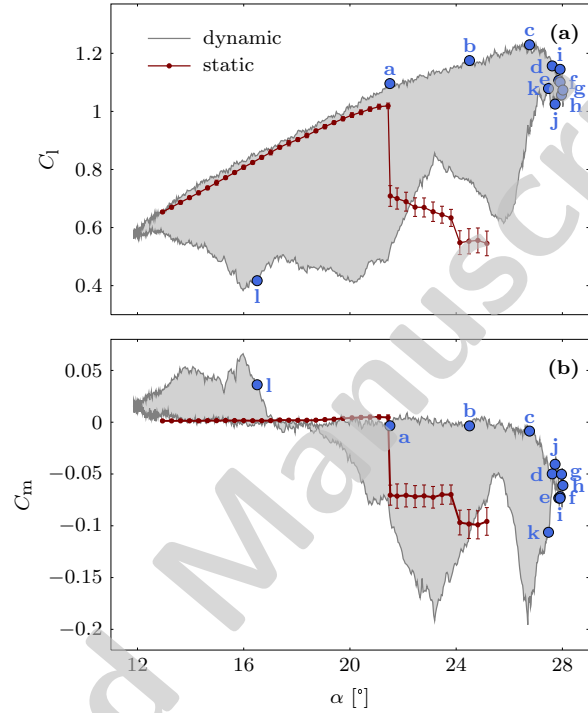 dynamic
static
(a)
a
b
c
d
i
e
f
k
g
h
j
l
C_l
1.2
1
0.8
0.6
0.4
(b)
l
a
b
c
j
d
g
h
e
f
i
k
C_m
0.05
0
−0.05
−0.1
−0.15
−0.2
12
16
20
24
28
α [°]
d Manuscri